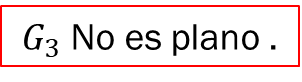 G₃ No es plano .